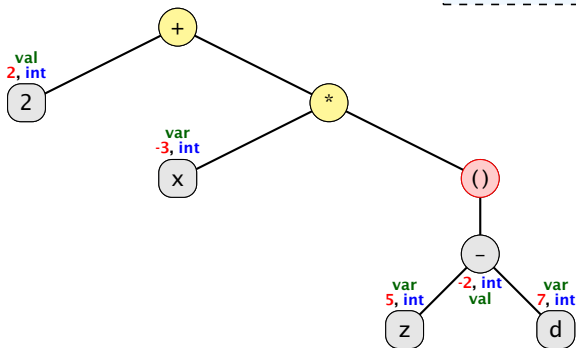 +
val
2, int
2
*
var
-3, int
x
()
–
-2, int
val
var
5, int
z
var
7, int
d